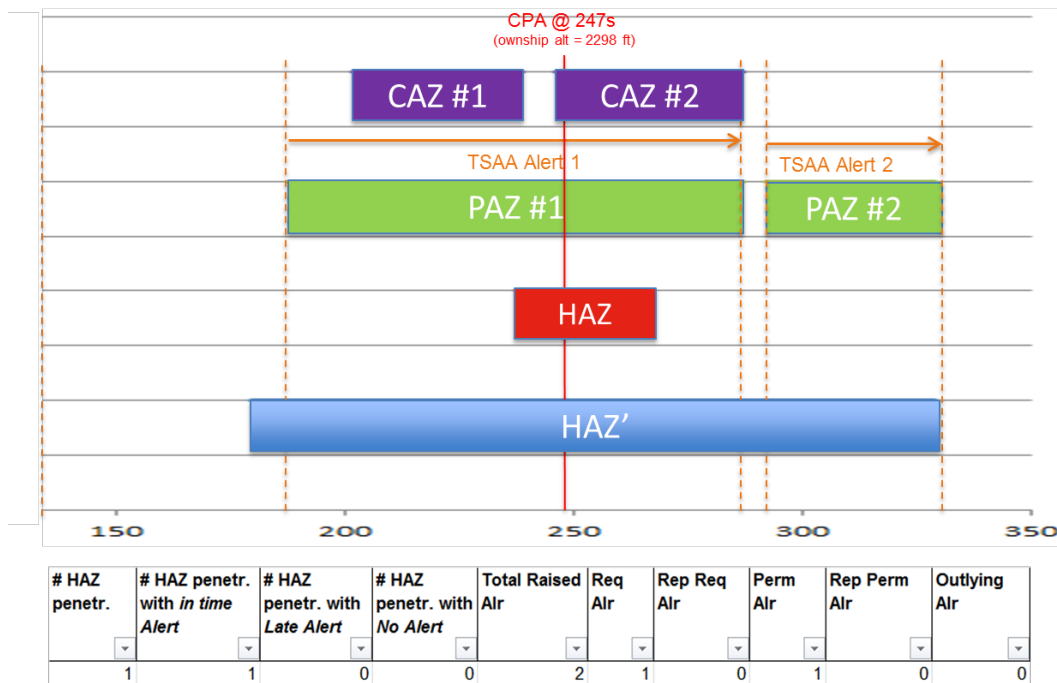 CPA @ 247s
(ownship alt = 2298 ft)
CAZ #1 CAZ #2
TSAA Alert 1 TSAA Alert 2
PAZ #1 PAZ #2
HAZ
HAZ’
150 200 250 300 350
# HAZ penetr. # HAZ penetr. with in time Alert # HAZ penetr. with Late Alert # HAZ penetr. with No Alert Total Raised Alr Req Alr Rep Req Alr Perm Alr Rep Perm Alr Outlying Alr
1 1 0 0 2 1 0 1 0 0